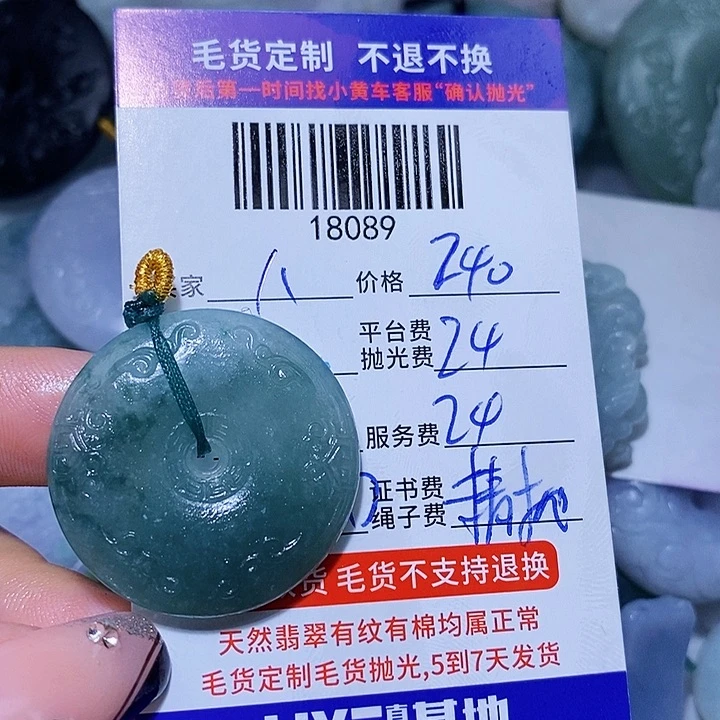 毛货定制 不退不换
后第一时间找小黄车客服“确认抛光”
18089
家 八 价格 240
平台费
抛光费 24
服务费 24
证书费
绳子费
货 毛货不支持退换
天然翡翠有纹有棉均属正常
毛货定制毛货抛光,5到7天发货
基地